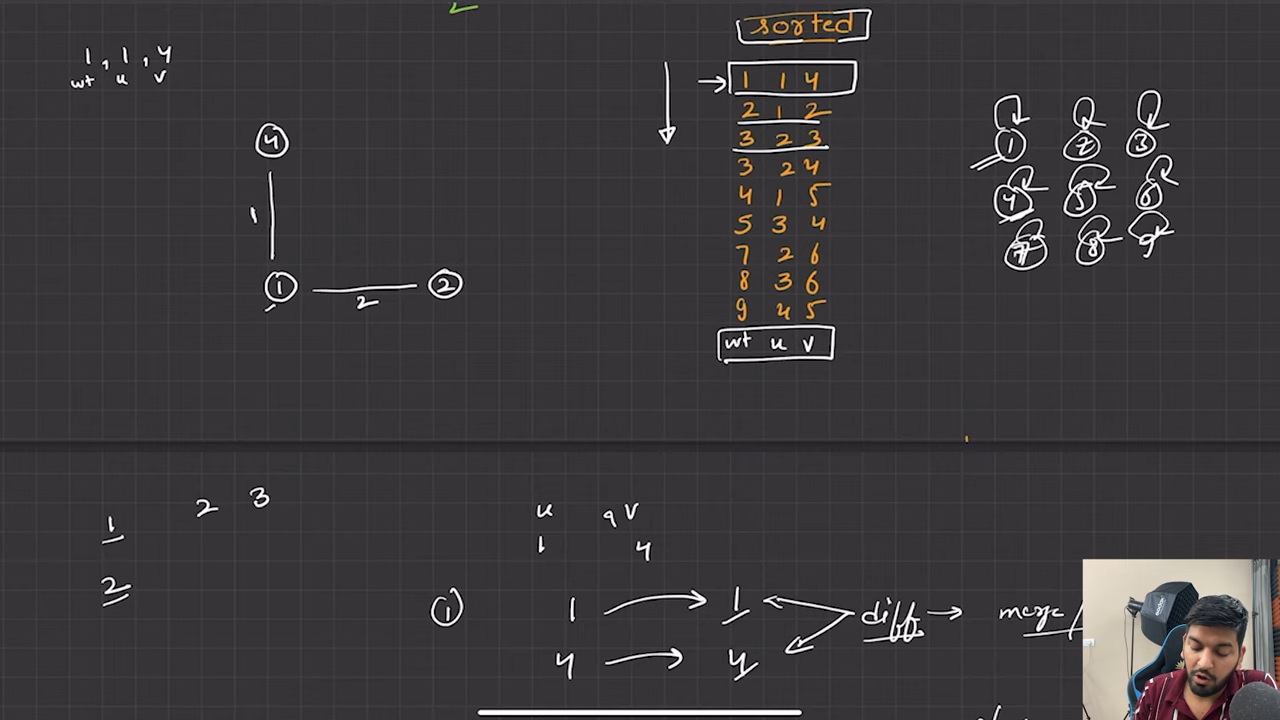 1, 1, 4
wt u v
4
1
1 2 2
sorted
1 1 4
2 1 2
3 2 3
3 2 4
4 1 5
5 3 4
7 2 6
8 3 6
9 4 5
wt u v
1 2 3
4 5 6
7 8 9
1 2 3
2
u v
1 4
1 1 1
4 4
diff → merge /